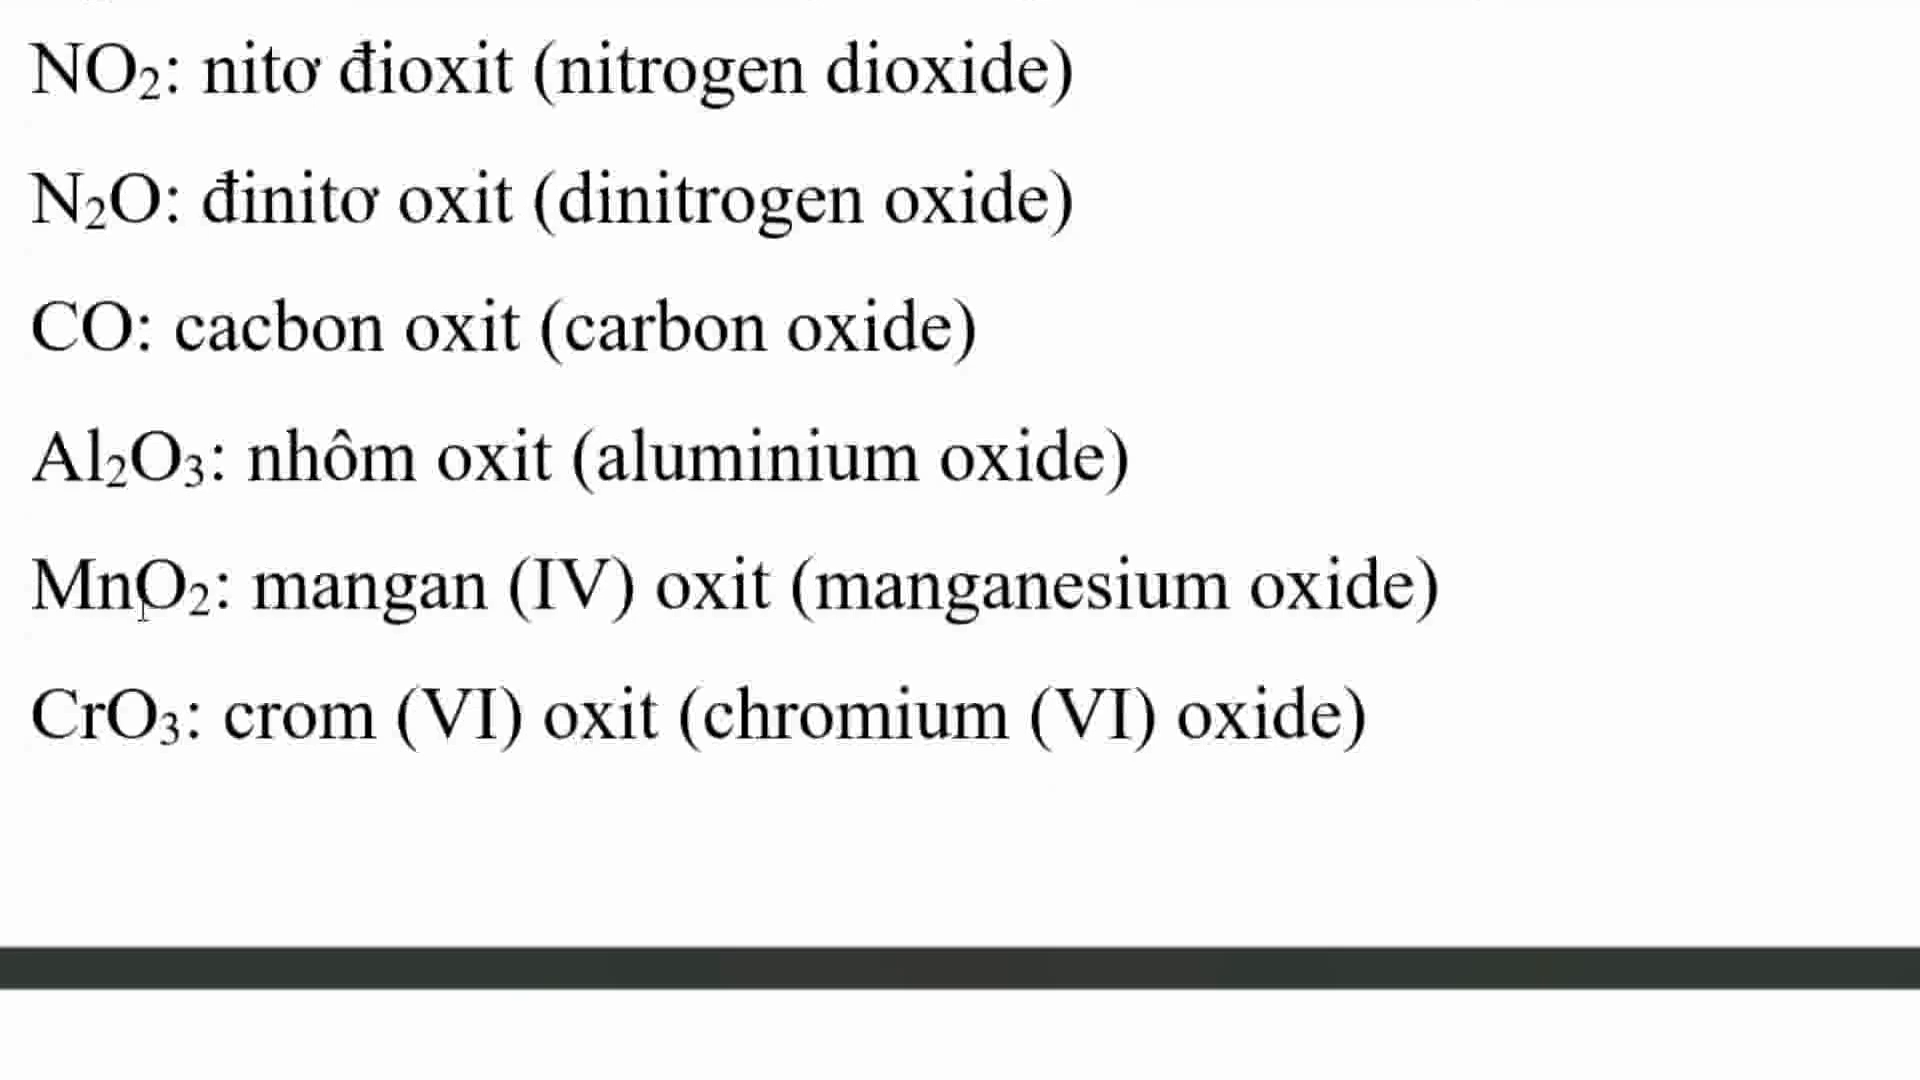 NO₂: nitơ đioxit (nitrogen dioxide)
N₂O: đinitơ oxit (dinitrogen oxide)
CO: cacbon oxit (carbon oxide)
Al₂O₃: nhôm oxit (aluminium oxide)
MnO₂: mangan (IV) oxit (manganesium oxide)
CrO₃: crom (VI) oxit (chromium (VI) oxide)